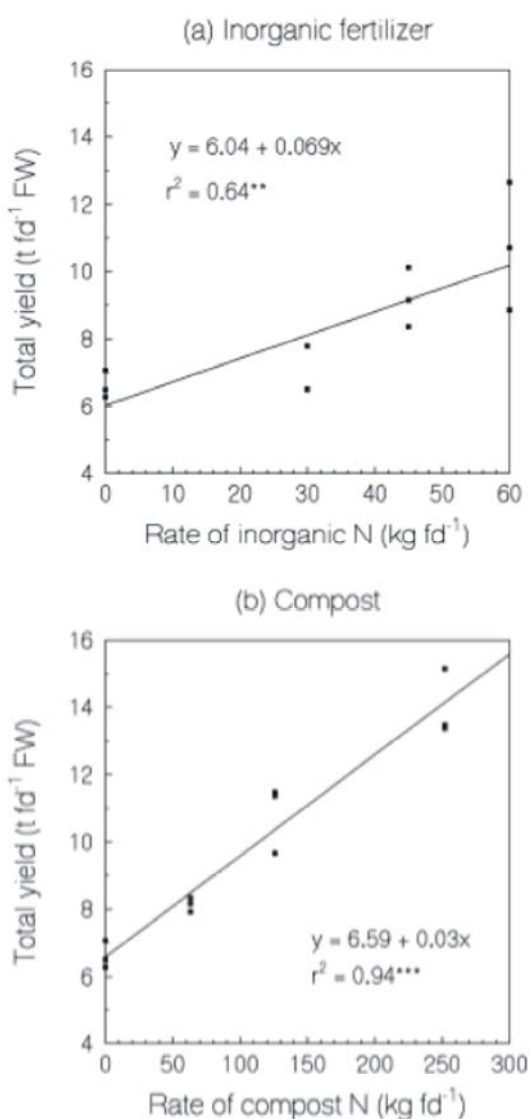 (a) Inorganic fertilizer
16
14
12
10
8
6
4
Total yield (t fd⁻¹ FW)
y = 6.04 + 0.069x
r² = 0.64**
0 10 20 30 40 50 60
Rate of inorganic N (kg fd⁻¹)
(b) Compost
16
14
12
10
8
6
4
Total yield (t fd⁻¹ FW)
y = 6.59 + 0.03x
r² = 0.94***
0 50 100 150 200 250 300
Rate of compost N (kg fd⁻¹)